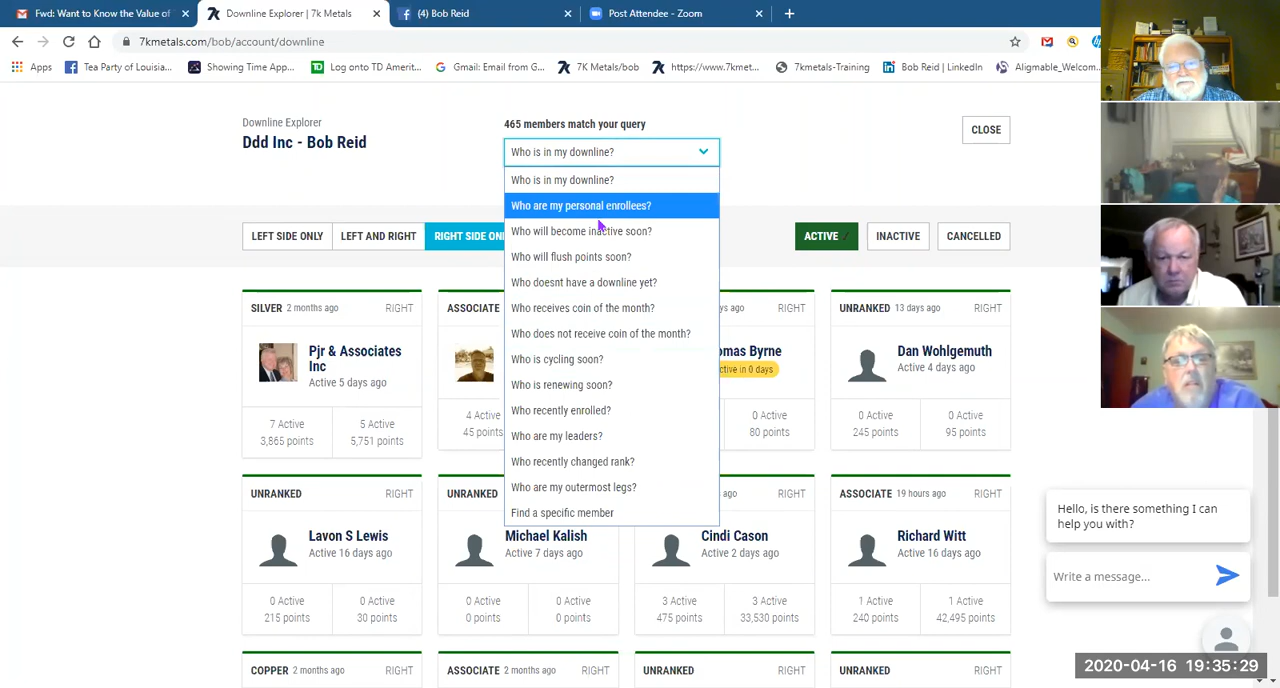 Fwd: Want to Know the Value of
Downline Explorer | 7k Metals
(4) Bob Reid
Post Attendee - Zoom
7kmetals.com/bob/account/downline
Apps
Tea Party of Louisia...
Showing Time App...
Log onto TD Amerit...
Gmail: Email from G...
7K Metals/bob
https://www.7kmet...
7kmetals-Training
Bob Reid | LinkedIn
Aligmable_Welcom...
Downline Explorer
Ddd Inc - Bob Reid
465 members match your query
Who is in my downline?
CLOSE
Who is in my downline?
Who are my personal enrollees?
Who will become inactive soon?
Who will flush points soon?
Who doesnt have a downline yet?
Who receives coin of the month?
Who does not receive coin of the month?
Who is cycling soon?
Who is renewing soon?
Who recently enrolled?
Who are my leaders?
Who recently changed rank?
Who are my outermost legs?
Find a specific member
LEFT SIDE ONLY
LEFT AND RIGHT
RIGHT SIDE ON
ACTIVE ✓
INACTIVE
CANCELLED
SILVER 2 months ago RIGHT
Pjr & Associates
Inc
Active 5 days ago
7 Active 5 Active
3,865 points 5,751 points
ASSOCIATE
4 Active
45 points
ys ago RIGHT
omas Byrne
ctive in 0 days
0 Active
80 points
UNRANKED 13 days ago RIGHT
Dan Wohlgemuth
Active 4 days ago
0 Active 0 Active
245 points 95 points
UNRANKED RIGHT
Lavon S Lewis
Active 16 days ago
0 Active 0 Active
215 points 30 points
UNRANKED
Michael Kalish
Active 7 days ago
0 Active 0 Active
0 points 0 points
ago RIGHT
Cindi Cason
Active 2 days ago
3 Active 3 Active
475 points 33,530 points
ASSOCIATE 19 hours ago RIGHT
Richard Witt
Active 16 days ago
1 Active 1 Active
240 points 42,495 points
COPPER 2 months ago RIGHT
ASSOCIATE 2 months ago RIGHT
UNRANKED RIGHT
UNRANKED RIGHT
Hello, is there something I can
help you with?
Write a message...
2020-04-16 19:35:29